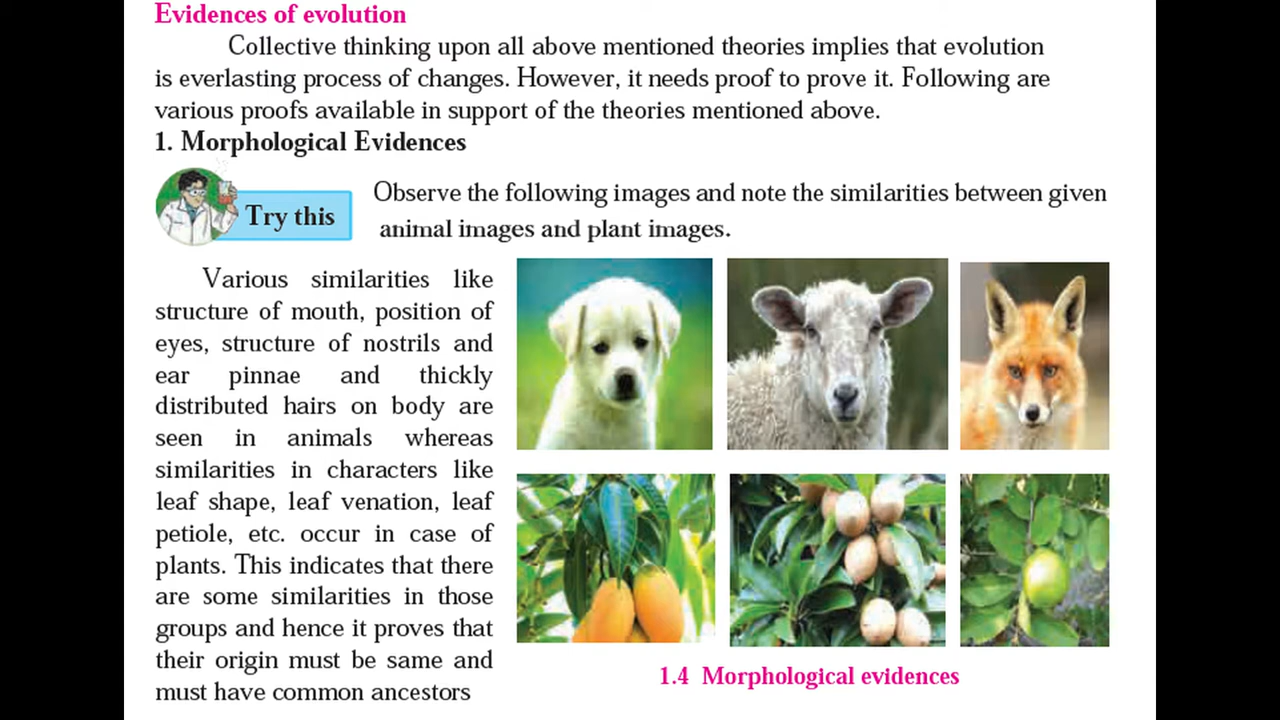 Evidences of evolution
Collective thinking upon all above mentioned theories implies that evolution
is everlasting process of changes. However, it needs proof to prove it. Following are
various proofs available in support of the theories mentioned above.
1. Morphological Evidences
Try this
Observe the following images and note the similarities between given
animal images and plant images.
Various similarities like
structure of mouth, position of
eyes, structure of nostrils and
ear pinnae and thickly
distributed hairs on body are
seen in animals whereas
similarities in characters like
leaf shape, leaf venation, leaf
petiole, etc. occur in case of
plants. This indicates that there
are some similarities in those
groups and hence it proves that
their origin must be same and
must have common ancestors
1.4 Morphological evidences